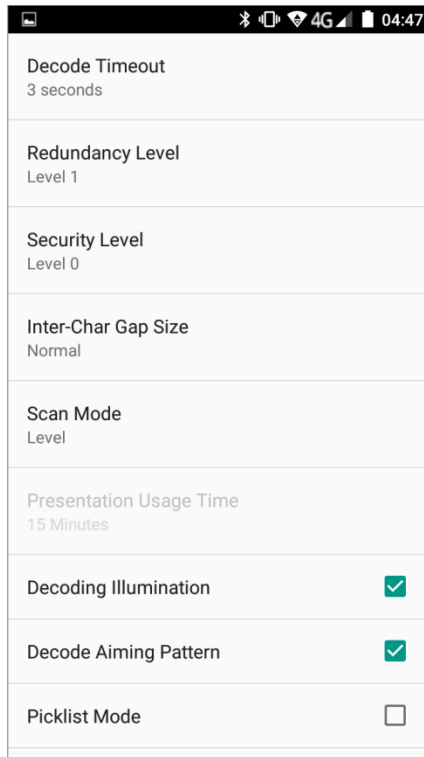 4G 04:47
Decode Timeout
3 seconds
Redundancy Level
Level 1
Security Level
Level 0
Inter-Char Gap Size
Normal
Scan Mode
Level
Presentation Usage Time
15 Minutes
Decoding Illumination
Decode Aiming Pattern
Picklist Mode